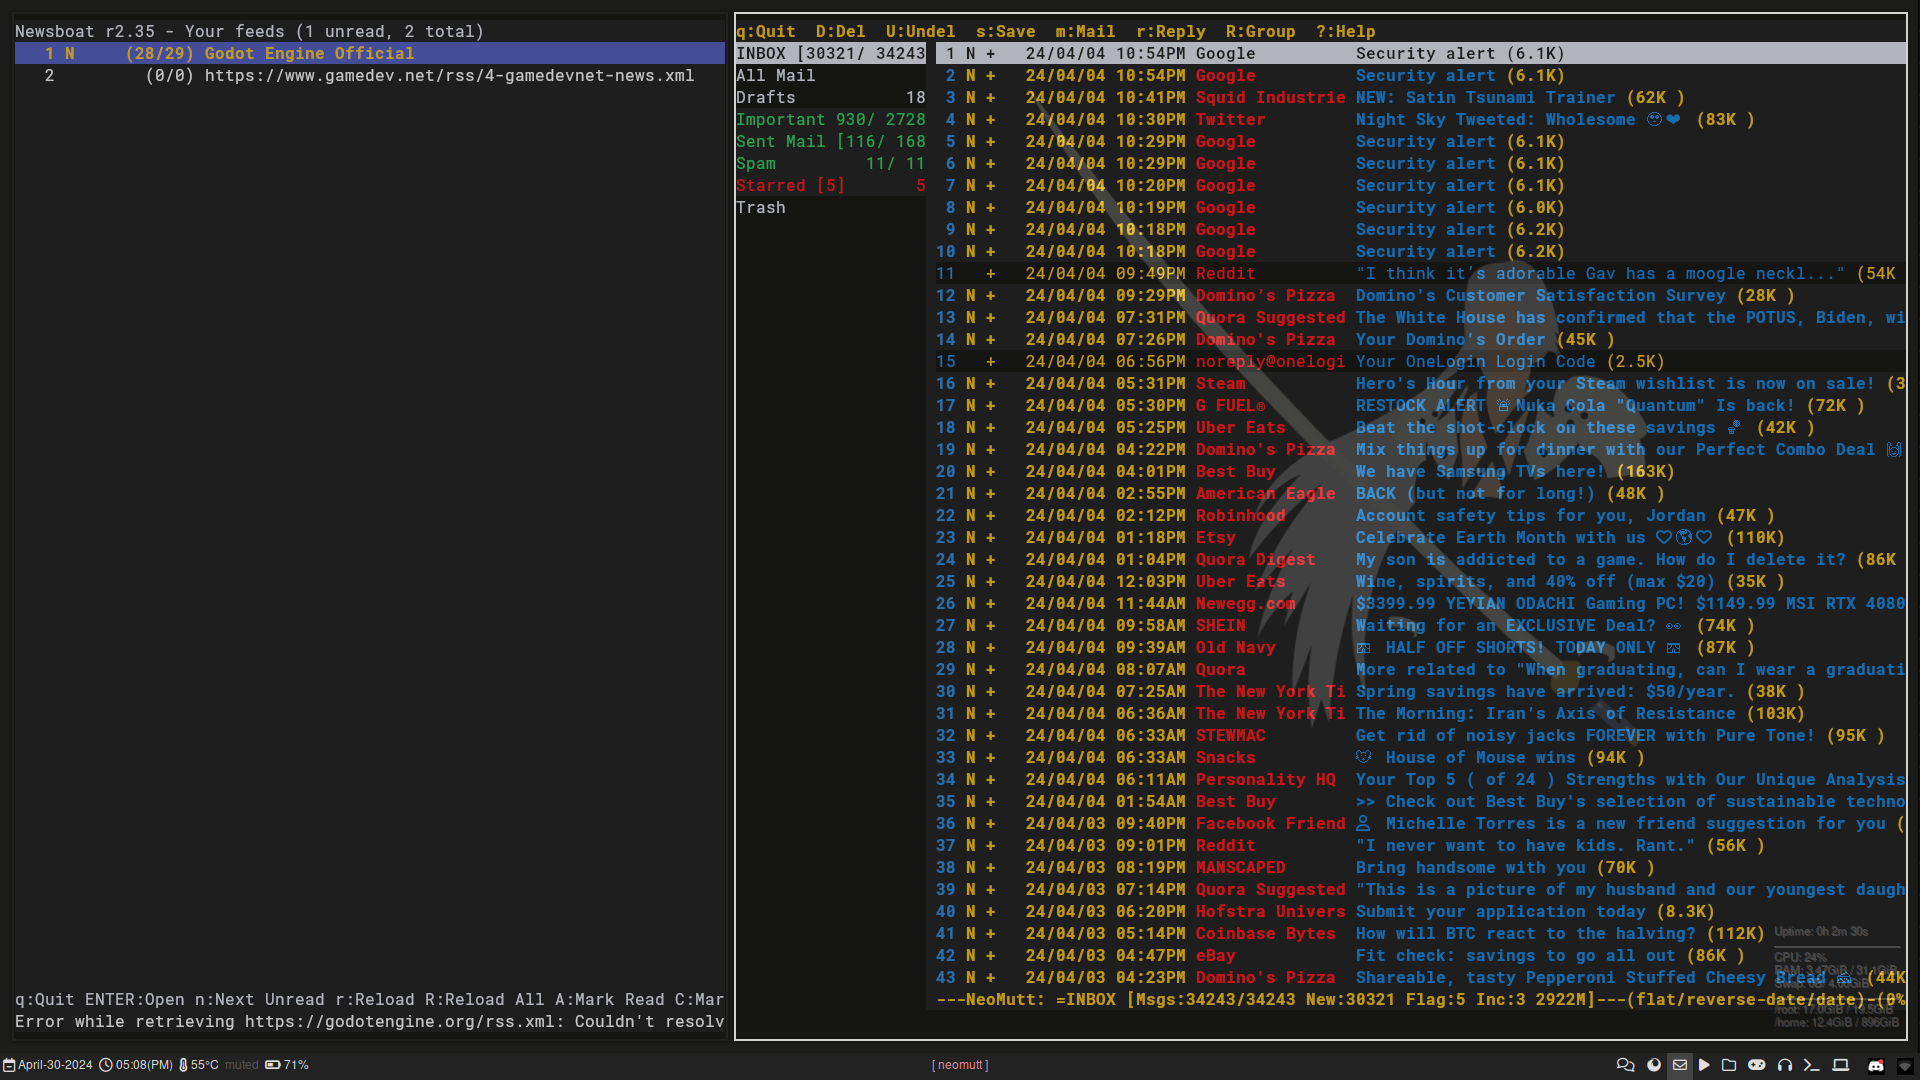 Newsboat r2.35 - Your feeds (1 unread, 2 total)
1 N (28/29) Godot Engine Official
2 (0/0) https://www.gamedev.net/rss/4-gamedevnet-news.xml
q:Quit ENTER:Open n:Next Unread r:Reload R:Reload All A:Mark Read C:Mar
Error while retrieving https://godotengine.org/rss.xml: Couldn't resolv
q:Quit D:Del U:Undel s:Save m:Mail r:Reply R:Group ?:Help
INBOX [30321/ 34243
All Mail
Drafts 18
Important 930/ 2728
Sent Mail [116/ 168
Spam 11/ 11
Starred [5] 5
Trash
1 N + 24/04/04 10:54PM Google Security alert (6.1K)
2 N + 24/04/04 10:54PM Google Security alert (6.1K)
3 N + 24/04/04 10:41PM Squid Industrie NEW: Satin Tsunami Trainer (62K )
4 N + 24/04/04 10:30PM Twitter Night Sky Tweeted: Wholesome 🥹❤ (83K )
5 N + 24/04/04 10:29PM Google Security alert (6.1K)
6 N + 24/04/04 10:29PM Google Security alert (6.1K)
7 N + 24/04/04 10:20PM Google Security alert (6.1K)
8 N + 24/04/04 10:19PM Google Security alert (6.0K)
9 N + 24/04/04 10:18PM Google Security alert (6.2K)
10 N + 24/04/04 10:18PM Google Security alert (6.2K)
11 + 24/04/04 09:49PM Reddit "I think it's adorable Gav has a moogle neckl..." (54K
12 N + 24/04/04 09:29PM Domino's Pizza Domino's Customer Satisfaction Survey (28K )
13 N + 24/04/04 07:31PM Quora Suggested The White House has confirmed that the POTUS, Biden, wi
14 N + 24/04/04 07:26PM Domino's Pizza Your Domino's Order (45K )
15 + 24/04/04 06:56PM noreply@onelogi Your OneLogin Login Code (2.5K)
16 N + 24/04/04 05:31PM Steam Hero's Hour from your Steam wishlist is now on sale! (3
17 N + 24/04/04 05:30PM G FUEL® RESTOCK ALERT 🚨Nuka Cola "Quantum" Is back! (72K )
18 N + 24/04/04 05:25PM Uber Eats Beat the shot-clock on these savings (42K )
19 N + 24/04/04 04:22PM Domino's Pizza Mix things up for dinner with our Perfect Combo Deal 🙌
20 N + 24/04/04 04:01PM Best Buy We have Samsung TVs here! (163K)
21 N + 24/04/04 02:55PM American Eagle BACK (but not for long!) (48K )
22 N + 24/04/04 02:12PM Robinhood Account safety tips for you, Jordan (47K )
23 N + 24/04/04 01:18PM Etsy Celebrate Earth Month with us ♡🌎♡ (110K)
24 N + 24/04/04 01:04PM Quora Digest My son is addicted to a game. How do I delete it? (86K
25 N + 24/04/04 12:03PM Uber Eats Wine, spirits, and 40% off (max $20) (35K )
26 N + 24/04/04 11:44AM Newegg.com $3399.99 YEYIAN ODACHI Gaming PC! $1149.99 MSI RTX 4080
27 N + 24/04/04 09:58AM SHEIN Waiting for an EXCLUSIVE Deal? 👀 (74K )
28 N + 24/04/04 09:39AM Old Navy HALF OFF SHORTS! TODAY ONLY (87K )
29 N + 24/04/04 08:07AM Quora More related to "When graduating, can I wear a graduati
30 N + 24/04/04 07:25AM The New York Ti Spring savings have arrived: $50/year. (38K )
31 N + 24/04/04 06:36AM The New York Ti The Morning: Iran's Axis of Resistance (103K)
32 N + 24/04/04 06:33AM STEWMAC Get rid of noisy jacks FOREVER with Pure Tone! (95K )
33 N + 24/04/04 06:33AM Snacks 🐭 House of Mouse wins (94K )
34 N + 24/04/04 06:11AM Personality HQ Your Top 5 ( of 24 ) Strengths with Our Unique Analysis
35 N + 24/04/04 01:54AM Best Buy >> Check out Best Buy's selection of sustainable techno
36 N + 24/04/03 09:40PM Facebook Friend 👤 Michelle Torres is a new friend suggestion for you (
37 N + 24/04/03 09:01PM Reddit "I never want to have kids. Rant." (56K )
38 N + 24/04/03 08:19PM MANSCAPED Bring handsome with you (70K )
39 N + 24/04/03 07:14PM Quora Suggested "This is a picture of my husband and our youngest daugh
40 N + 24/04/03 06:20PM Hofstra Univers Submit your application today (8.3K)
41 N + 24/04/03 05:14PM Coinbase Bytes How will BTC react to the halving? (112K)
42 N + 24/04/03 04:47PM eBay Fit check: savings to go all out (86K )
43 N + 24/04/03 04:23PM Domino's Pizza Shareable, tasty Pepperoni Stuffed Cheesy Bread (44K
---NeoMutt: =INBOX [Msgs:34243/34243 New:30321 Flag:5 Inc:3 2922M]---(flat/reverse-date/date)-(0%
Uptime: 0h 2m 30s
CPU: 24%
/root: 17.0GiB / 19.5GiB
/home: 12.4GiB / 896GiB
April-30-2024 05:08(PM) 55°C muted 71%
[ neomutt ]